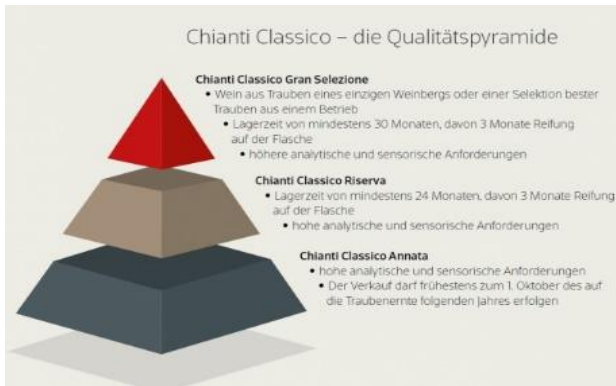 Chianti Classico – die Qualitätspyramide
Chianti Classico Gran Selezione
• Wein aus Trauben eines einzigen Weinbergs oder einer Selektion bester
Trauben aus einem Betrieb
• Lagerzeit von mindestens 30 Monaten, davon 3 Monate Reifung
auf der Flasche
• höhere analytische und sensorische Anforderungen
Chianti Classico Riserva
• Lagerzeit von mindestens 24 Monaten, davon 3 Monate Reifung
auf der Flasche
• hohe analytische und sensorische Anforderungen
Chianti Classico Annata
• hohe analytische und sensorische Anforderungen
• Der Verkauf darf frühestens zum 1. Oktober des auf
die Traubenernte folgenden Jahres erfolgen